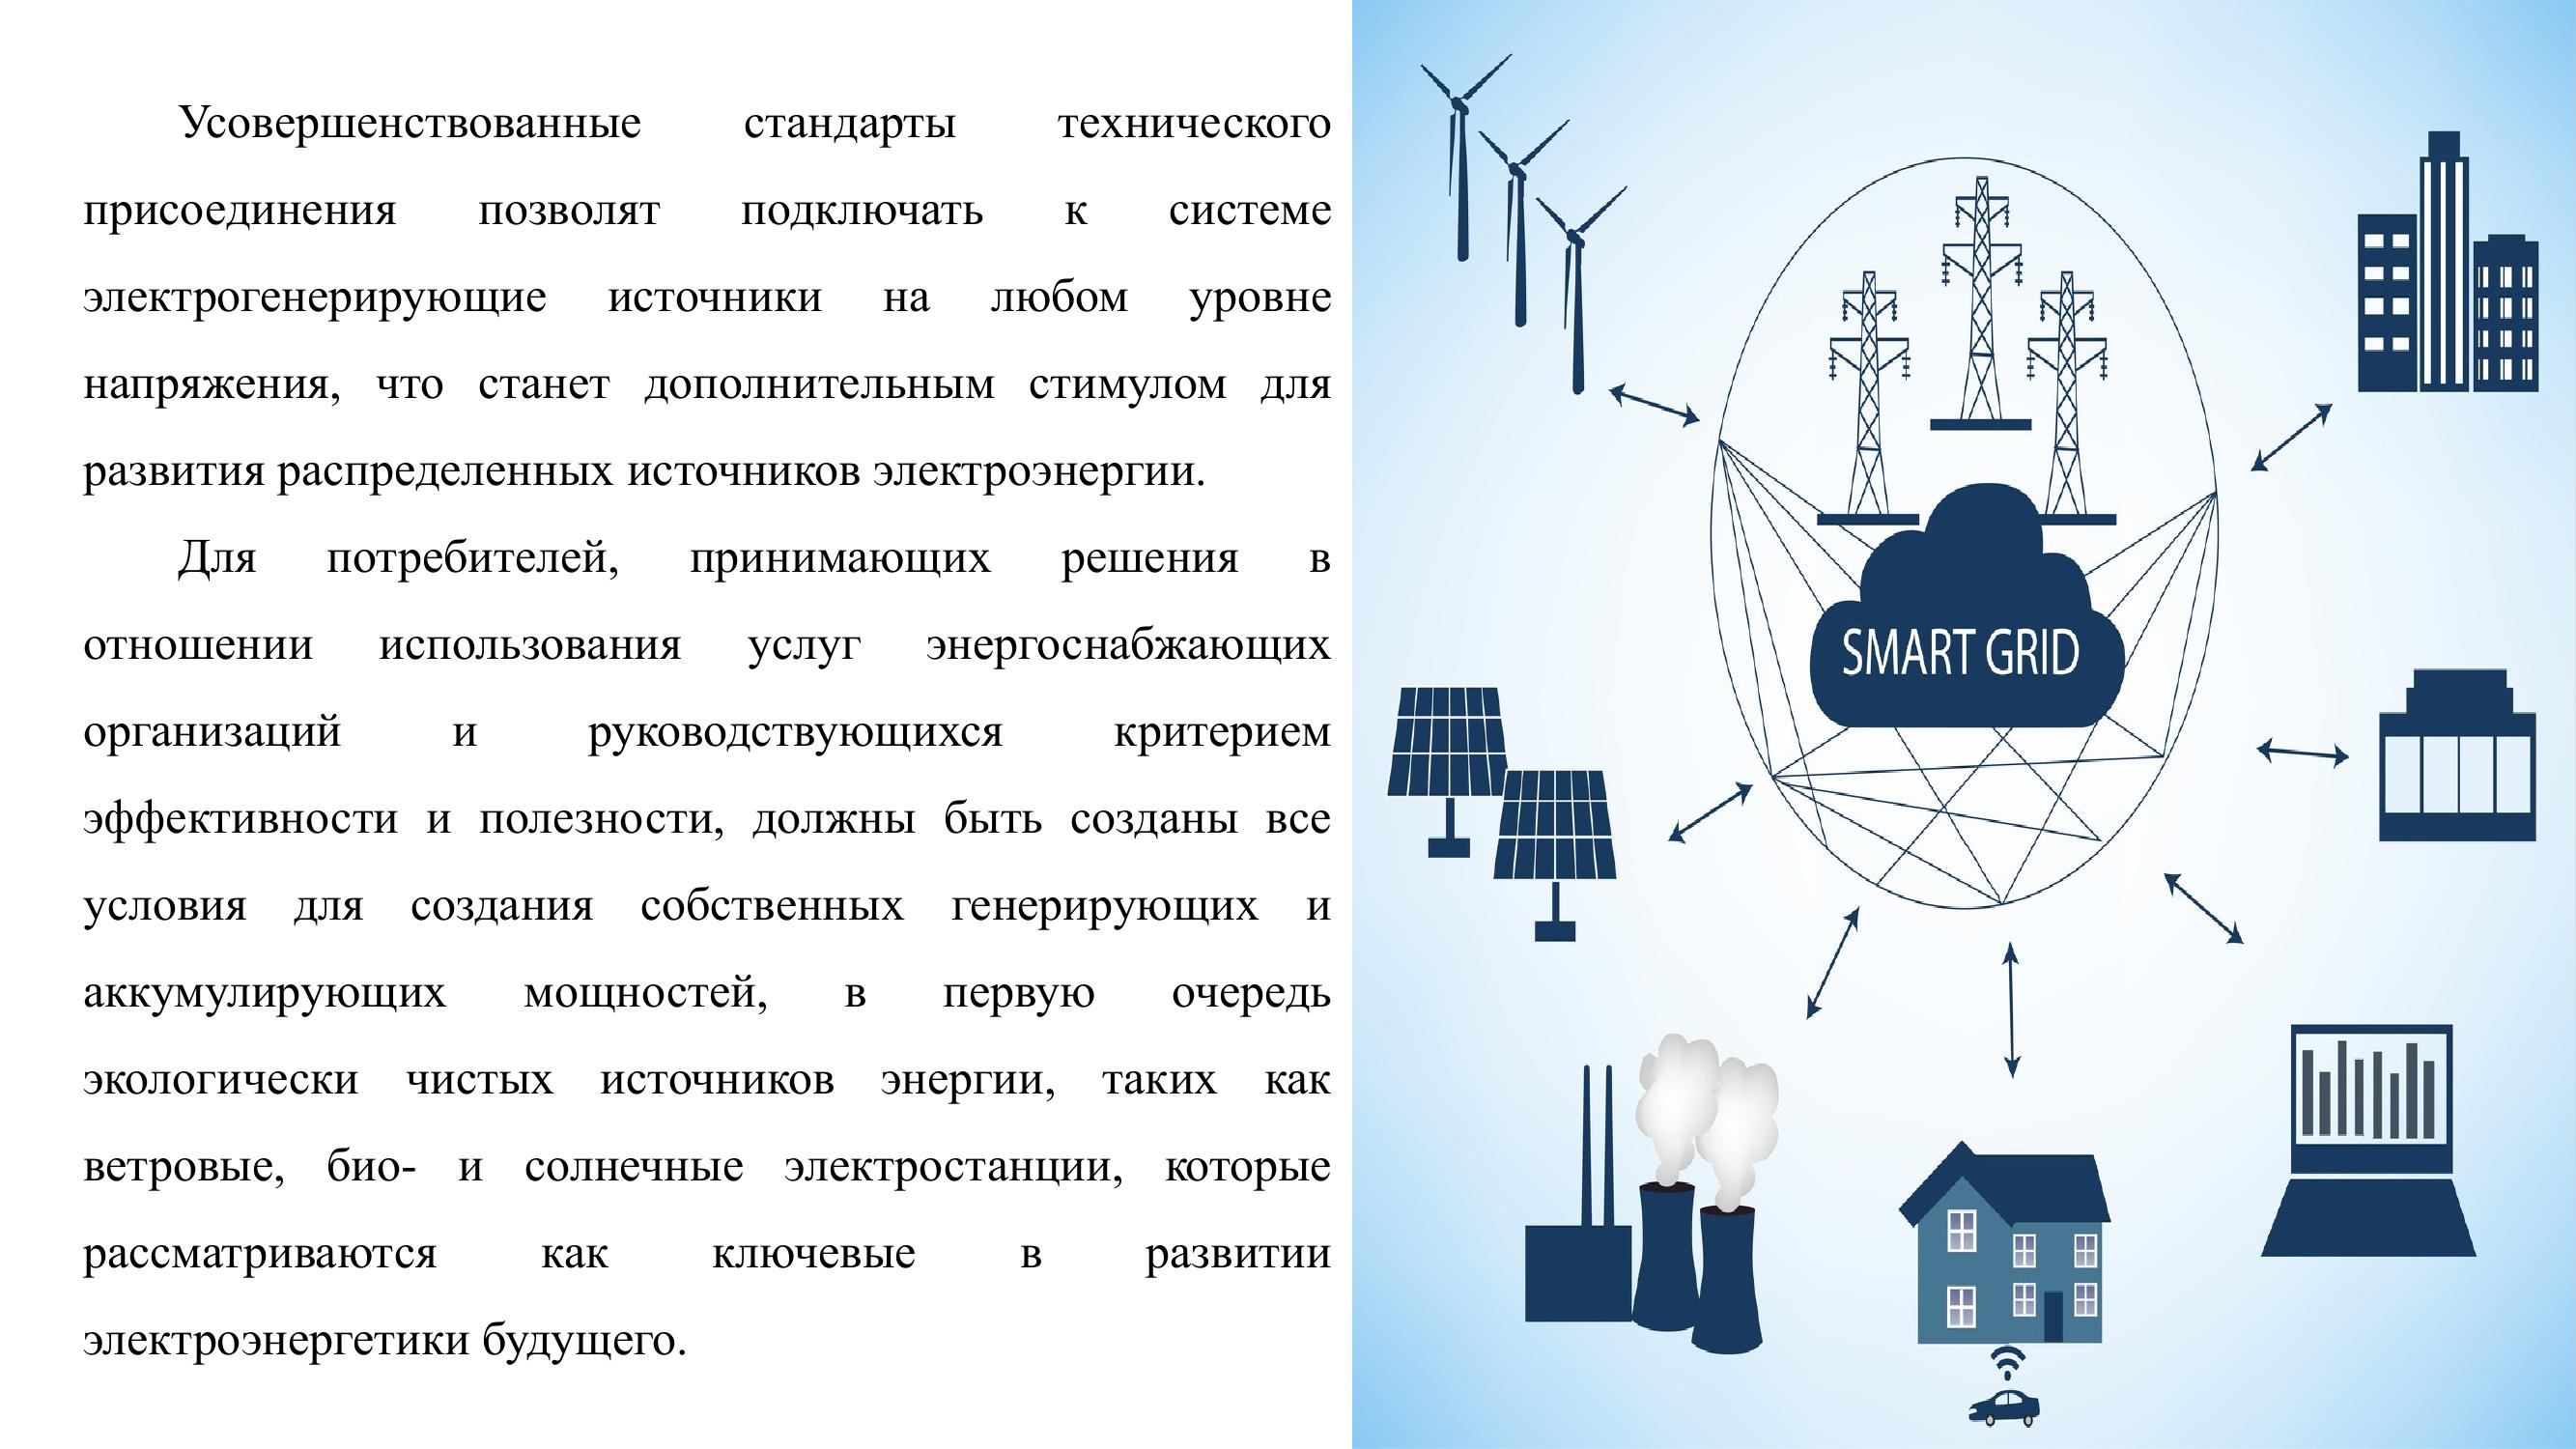 Усовершенствованные стандарты технического
присоединения позволят подключать к системе
электрогенерирующие источники на любом уровне
напряжения, что станет дополнительным стимулом для
развития распределенных источников электроэнергии.
Для потребителей, принимающих решения в
отношении использования услуг энергоснабжающих
организаций и руководствующихся критерием
эффективности и полезности, должны быть созданы все
условия для создания собственных генерирующих и
аккумулирующих мощностей, в первую очередь
экологически чистых источников энергии, таких как
ветровые, био- и солнечные электростанции, которые
рассматриваются как ключевые в развитии
электроэнергетики будущего.
SMART GRID